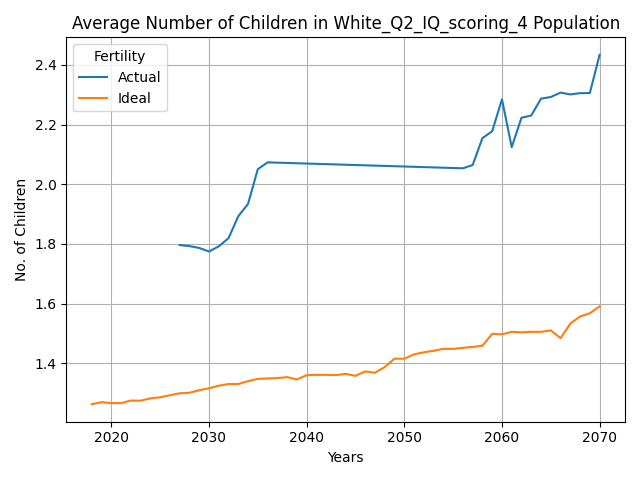 Average Number of Children in White_Q2_IQ_scoring_4 Population
Fertility
Actual
Ideal
No. of Children
2.4
2.2
2.0
1.8
1.6
1.4
2020 2030 2040 2050 2060 2070
Years